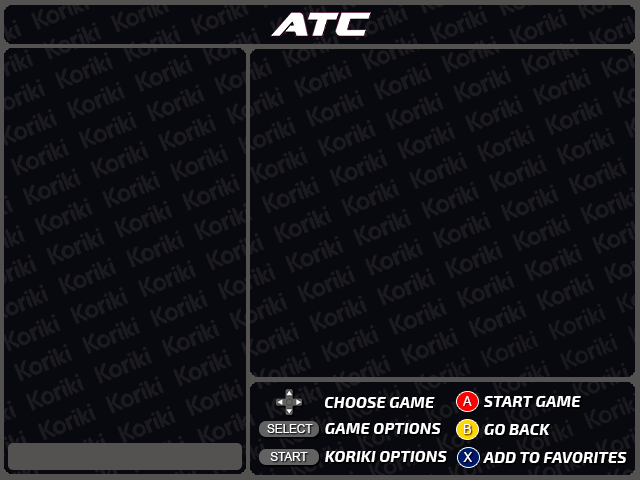 ATC
CHOOSE GAME
A START GAME
SELECT GAME OPTIONS
B GO BACK
START KORIKI OPTIONS
X ADD TO FAVORITES
Koriki